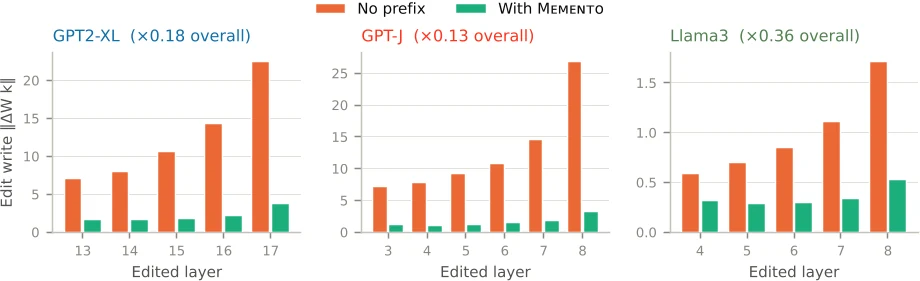 No prefix With MEMENTO
GPT2-XL (×0.18 overall) GPT-J (×0.13 overall) Llama3 (×0.36 overall)
Edit write ‖ΔW k‖
20
15
10
5
0
13 14 15 16 17
Edited layer
25
20
15
10
5
0
3 4 5 6 7 8
Edited layer
1.5
1.0
0.5
0.0
4 5 6 7 8
Edited layer